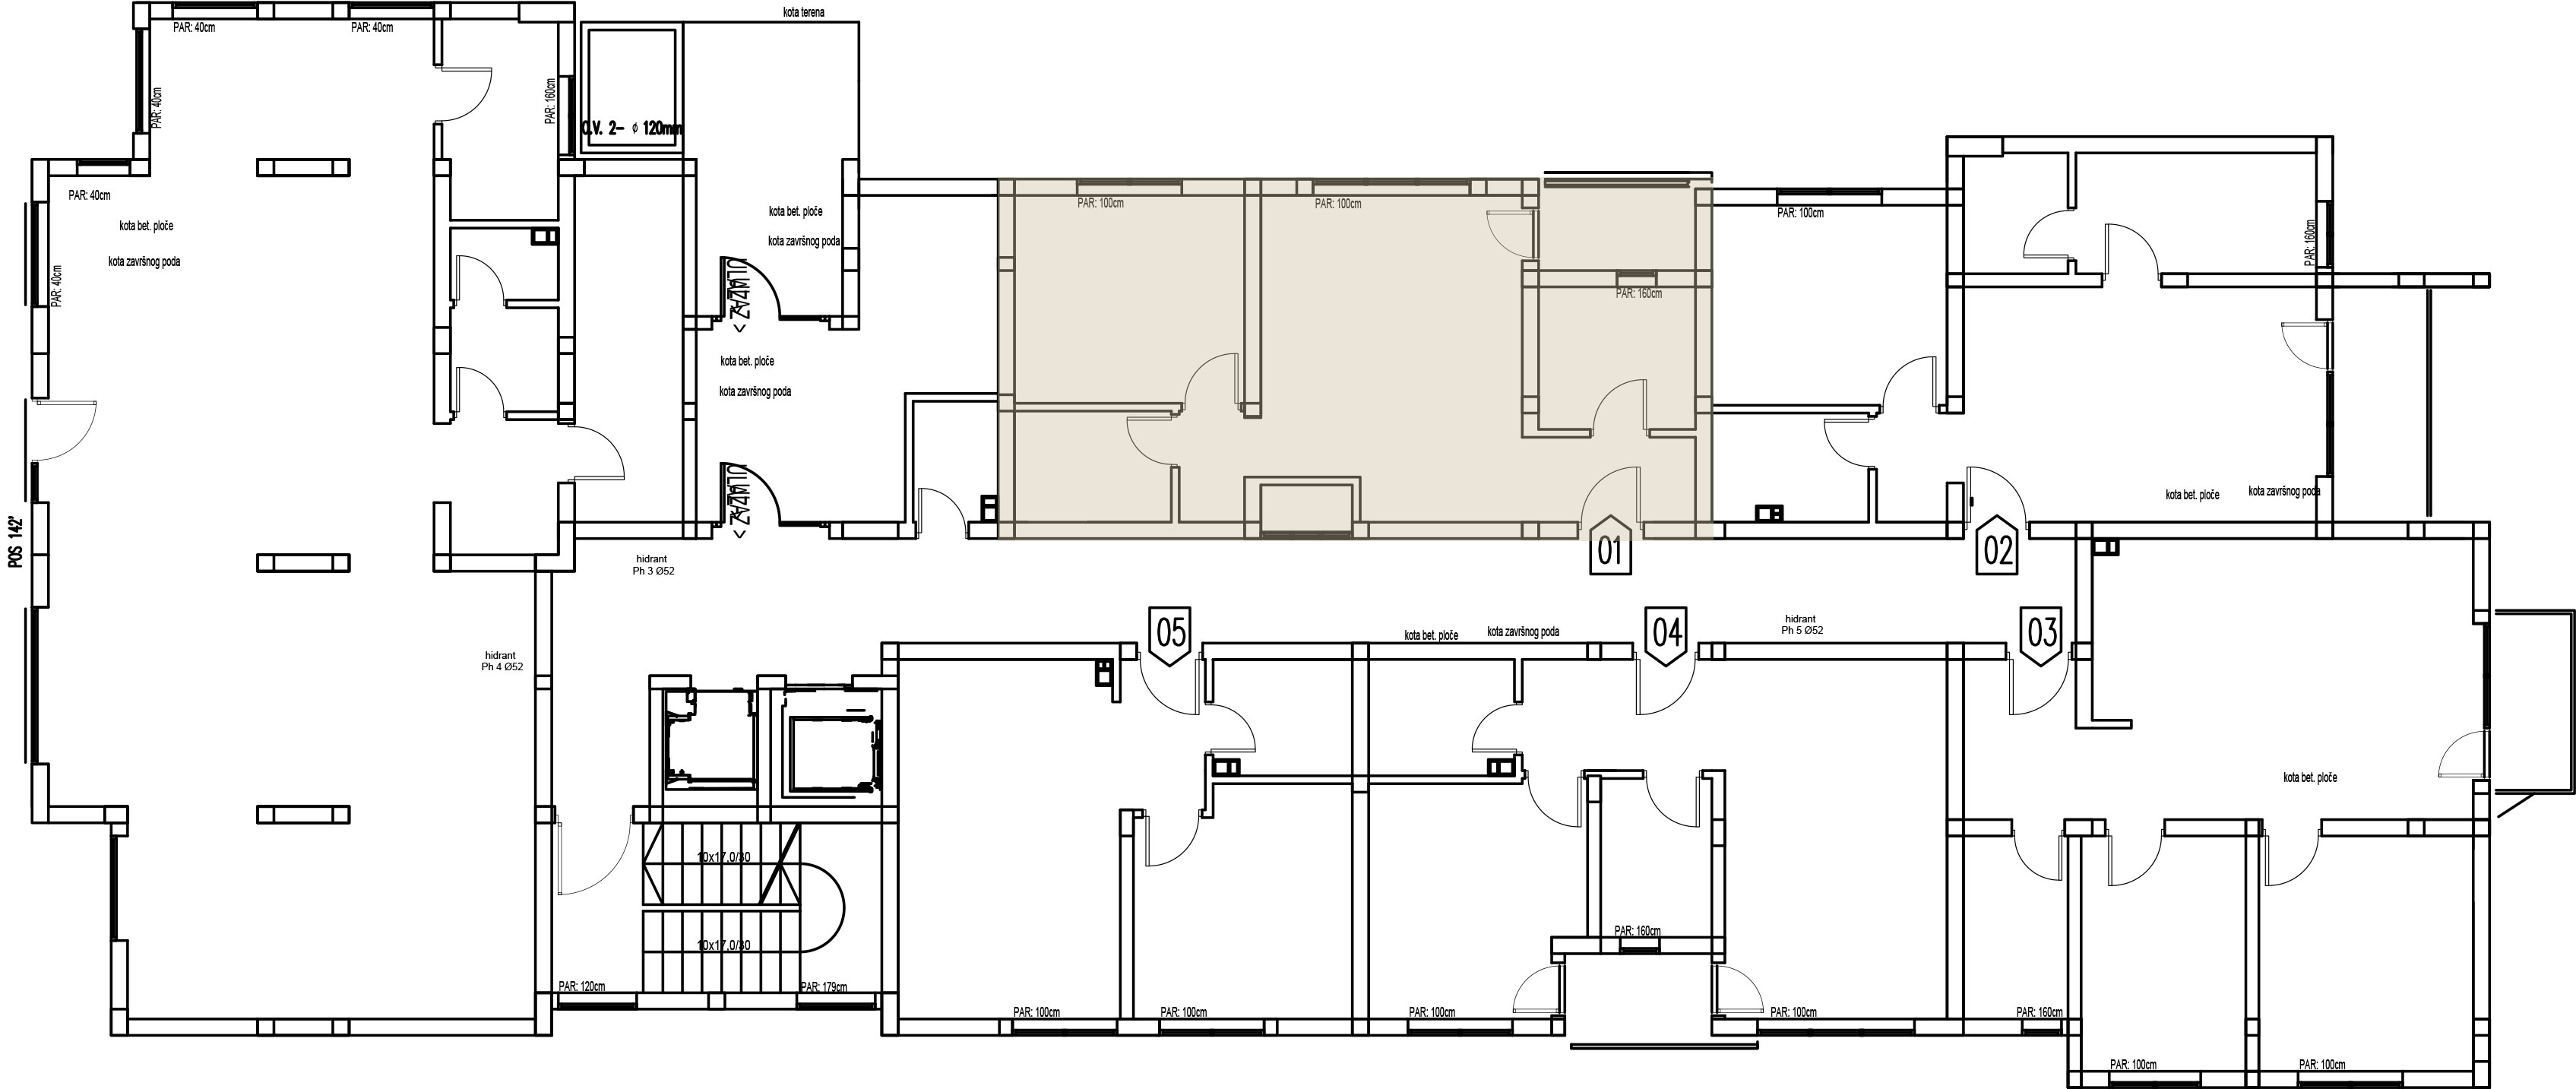 kota terena
PAR: 40cm
PAR: 40cm
PAR: 40cm
PAR: 160cm
O.V. 2- ø 120mm
PAR: 40cm
PAR: 100cm
PAR: 100cm
PAR: 100cm
kota bet. ploče
kota bet. ploče
kota završnog poda
kota završnog poda
PAR: 40cm
PAR: 160cm
PAR: 160cm
ULAZ >
kota bet. ploče
kota završnog poda
ULAZ >
kota bet. ploče
kota završnog poda
POS 142'
01
02
hidrant
Ph 3 Ø52
05
04
03
hidrant
Ph 5 Ø52
kota bet. ploče
kota završnog poda
hidrant
Ph 4 Ø52
kota bet. ploče
10x17,0/30
10x17,0/30
PAR: 160cm
PAR: 120cm
PAR: 179cm
PAR: 100cm
PAR: 100cm
PAR: 100cm
PAR: 100cm
PAR: 160cm
PAR: 100cm
PAR: 100cm